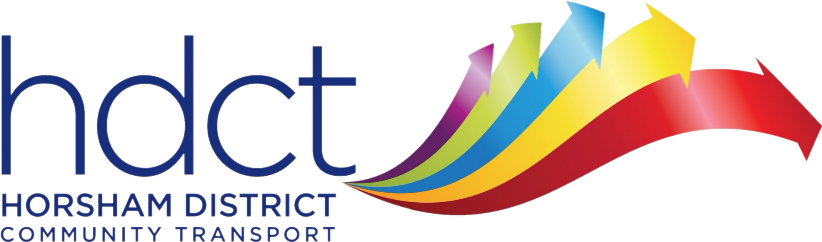 hdct
HORSHAM DISTRICT
COMMUNITY TRANSPORT